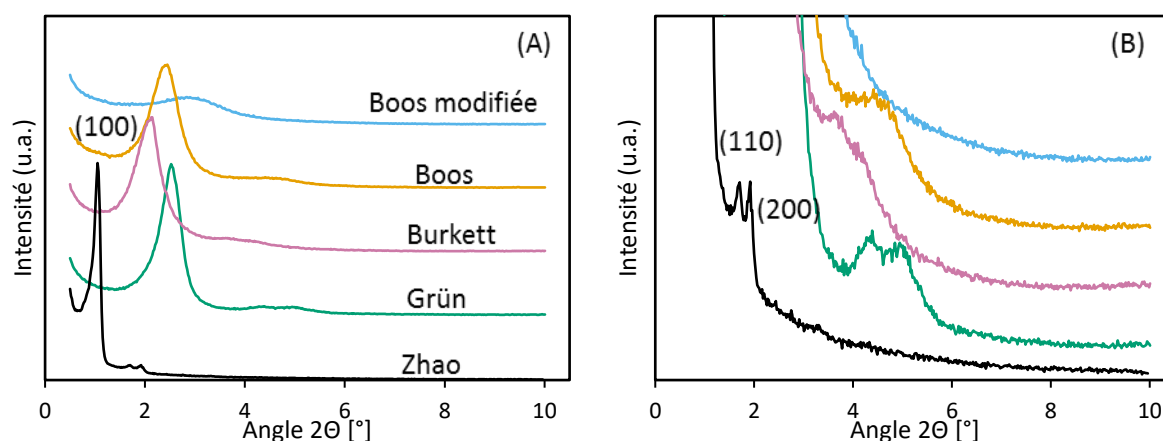 (A)
Boos modifiée
(100)
Boos
Burkett
Grün
Zhao
Intensité (u.a.)
0 2 4 6 8 10
Angle 2Θ [°]
(B)
(110)
(200)
Intensité (u.a.)
0 2 4 6 8 10
Angle 2Θ [°]